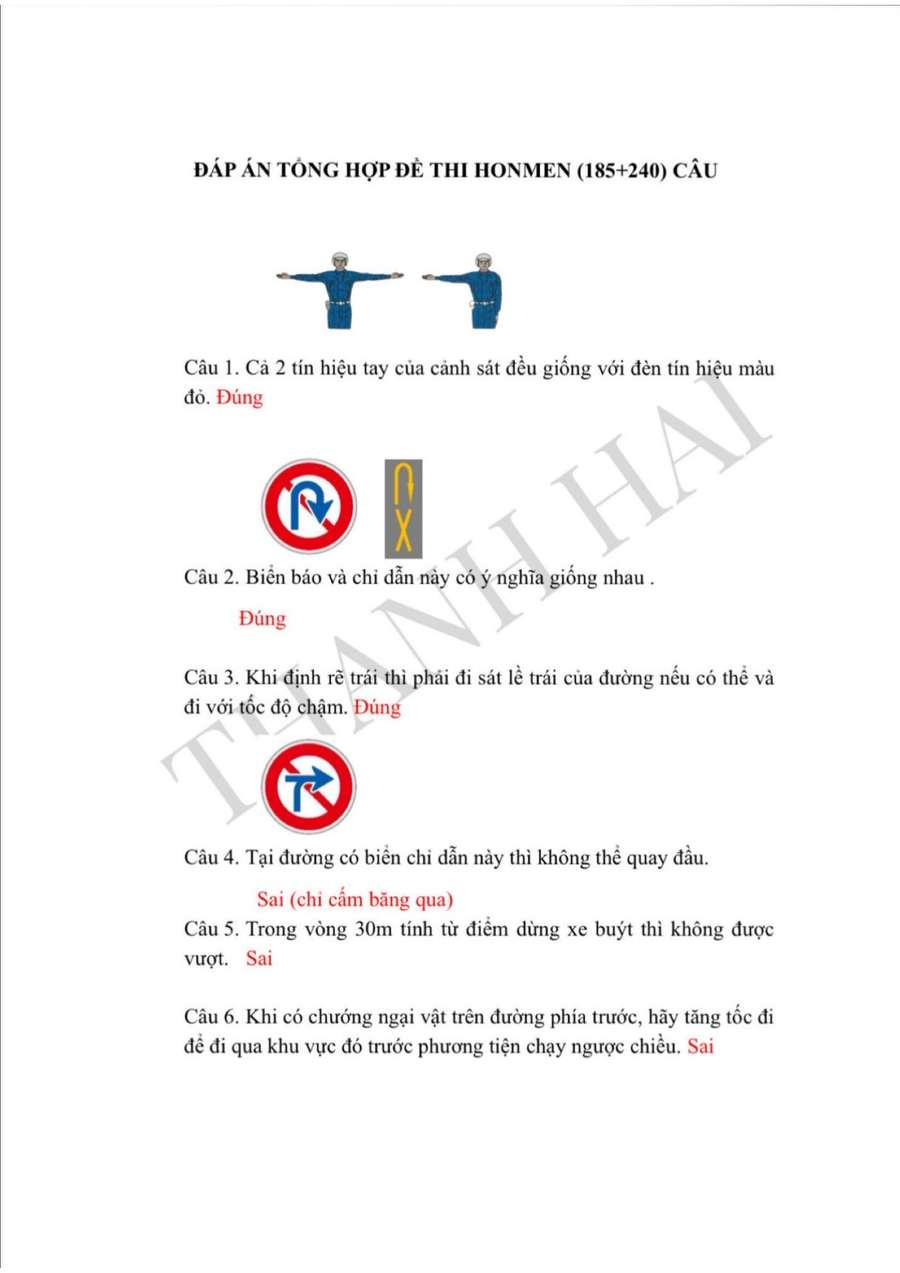 ĐÁP ÁN TỔNG HỢP ĐỀ THI HONMEN (185+240) CÂU
Câu 1. Cả 2 tín hiệu tay của cảnh sát đều giống với đèn tín hiệu màu
đỏ. Đúng
Câu 2. Biển báo và chỉ dẫn này có ý nghĩa giống nhau .
Đúng
Câu 3. Khi định rẽ trái thì phải đi sát lề trái của đường nếu có thể và
đi với tốc độ chậm. Đúng
Câu 4. Tại đường có biển chỉ dẫn này thì không thể quay đầu.
Sai (chỉ cấm băng qua)
Câu 5. Trong vòng 30m tính từ điểm dừng xe buýt thì không được
vượt. Sai
Câu 6. Khi có chướng ngại vật trên đường phía trước, hãy tăng tốc đi
để đi qua khu vực đó trước phương tiện chạy ngược chiều. Sai
THANH HAI